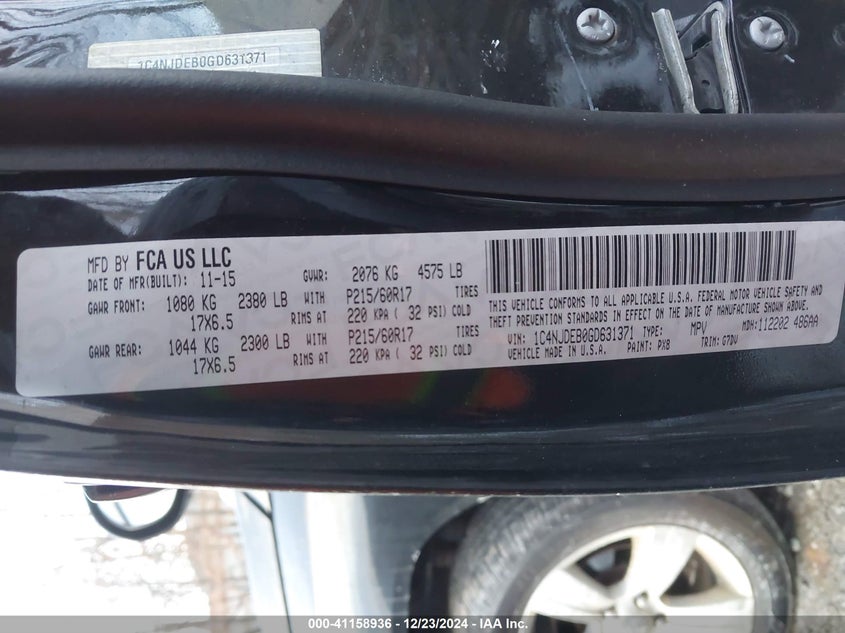 1C4NJDEB0GD631371
MFD BY FCA US LLC
DATE OF MFR(BUILT): 11-15 GVWR: 2076 KG 4575 LB
GAWR FRONT: 1080 KG 2380 LB WITH P215/60R17 TIRES
17X6.5 RIMS AT 220 KPA ( 32 PSI) COLD
GAWR REAR: 1044 KG 2300 LB WITH P215/60R17 TIRES
17X6.5 RIMS AT 220 KPA ( 32 PSI) COLD
THIS VEHICLE CONFORMS TO ALL APPLICABLE U.S.A. FEDERAL MOTOR VEHICLE SAFETY AND
THEFT PREVENTION STANDARDS IN EFFECT ON THE DATE OF MANUFACTURE SHOWN ABOVE.
VIN: 1C4NJDEB0GD631371 TYPE: MPV MDH: 112202 486AA
VEHICLE MADE IN U.S.A. PAINT: PX8 TRIM: G7DV
000-41158936 - 12/23/2024 - IAA Inc.